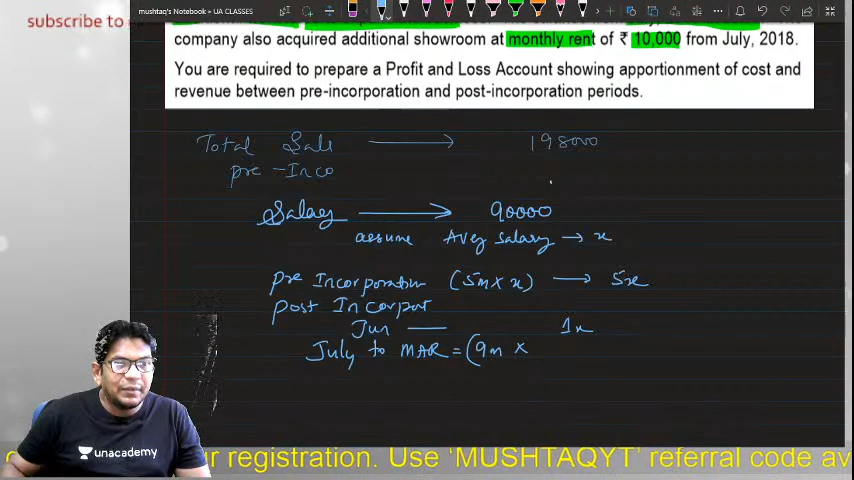 mushtaq's Notebook • UA CLASSES
subscribe to
company also acquired additional showroom at monthly rent of ₹ 10,000 from July, 2018.
You are required to prepare a Profit and Loss Account showing apportionment of cost and
revenue between pre-incorporation and post-incorporation periods.
Total Sale → 198000
pre - Inco
Salary → 90000
assume Aveg salary → x
pre Incorporation (5m x x) → 5x
post Incorport
Jun — 1x
July to MAR = (9m x
unacademy
r registration. Use 'MUSHTAQYT' referral code av